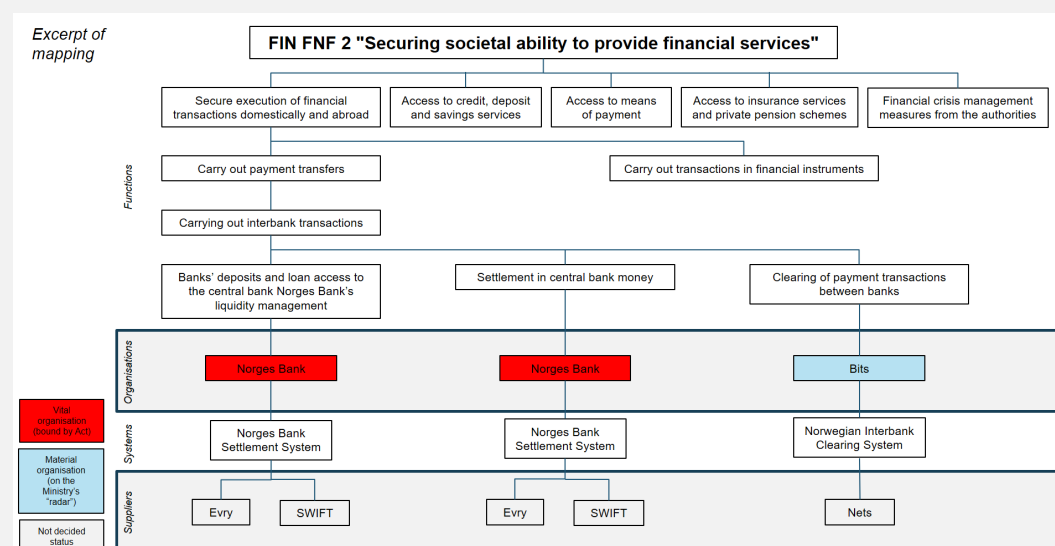 Excerpt of
mapping
FIN FNF 2 "Securing societal ability to provide financial services"
Secure execution of financial
transactions domestically and abroad
Access to credit, deposit
and savings services
Access to means
of payment
Access to insurance services
and private pension schemes
Financial crisis management
measures from the authorities
Functions
Carry out payment transfers
Carry out transactions in financial instruments
Carrying out interbank transactions
Banks' deposits and loan access to
the central bank Norges Bank's
liquidity management
Settlement in central bank money
Clearing of payment transactions
between banks
Organisations
Norges Bank
Norges Bank
Bits
Vital
organisation
(bound by Act)
Systems
Norges Bank
Settlement System
Norges Bank
Settlement System
Norwegian Interbank
Clearing System
Material
organisation
(on the
Ministry's
"radar")
Suppliers
Evry
SWIFT
Evry
SWIFT
Nets
Not decided
status